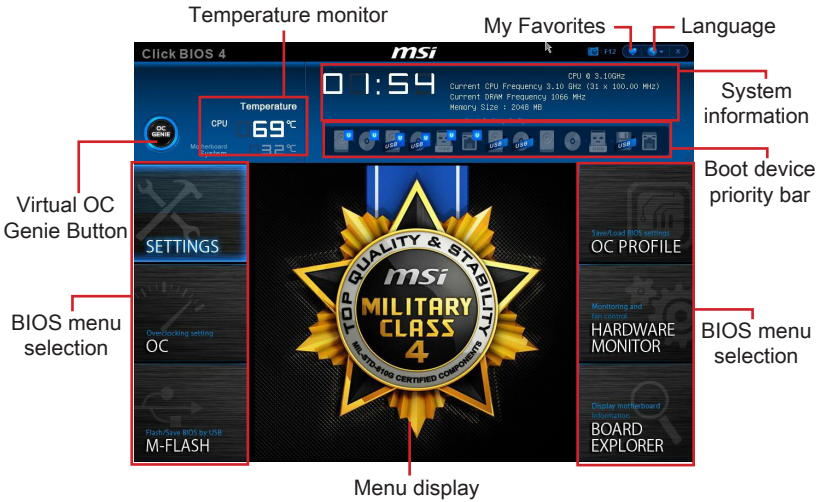 Temperature monitor
My Favorites
Language
Click BIOS 4
msi
F12
X
01:54
CPU @ 3.10GHz
Current CPU Frequency 3.10 GHz (31 x 100.00 MHz)
Current DRAM Frequency 1066 MHz
Memory Size : 2048 MB
System
information
Temperature
CPU
69°C
Motherboard
System
32°C
OC
GENIE
U
U
U
USB
U
USB
U
U
USB
USB
USB
Boot device
priority bar
Virtual OC
Genie Button
SETTINGS
Overclocking setting
OC
Flash/Save BIOS by USB
M-FLASH
BIOS menu
selection
TOP QUALITY & STABILITY
msi
MILITARY
CLASS
4
MIL-STD-810G CERTIFIED COMPONENTS
Save/Load BIOS settings
OC PROFILE
Monitoring and
fan control
HARDWARE
MONITOR
Display motherboard
Information
BOARD
EXPLORER
BIOS menu
selection
Menu display